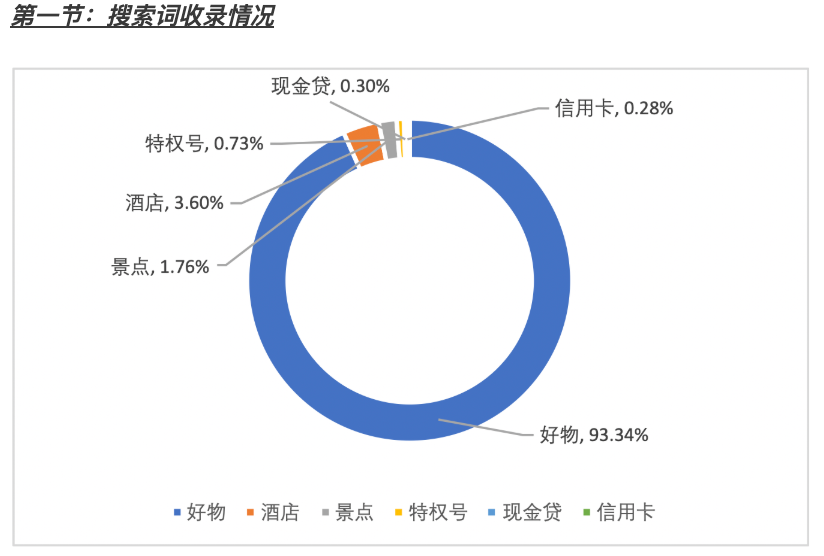 第一节：搜索词收录情况
现金贷, 0.30%
信用卡, 0.28%
特权号, 0.73%
酒店, 3.60%
景点, 1.76%
好物, 93.34%
好物 酒店 景点 特权号 现金贷 信用卡